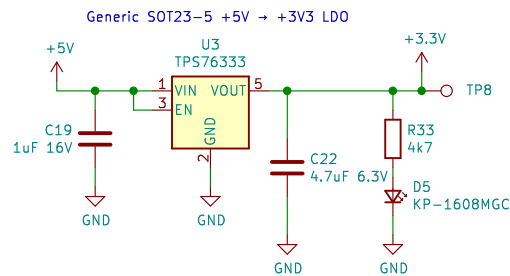 Generic SOT23-5 +5V → +3V3 LDO
U3
TPS76333
+5V
+3.3V
1
VIN
VOUT
5
TP8
3
EN
GND
2
C19
1uF 16V
R33
4k7
C22
4.7uF 6.3V
D5
KP-1608MGC
GND
GND
GND
GND